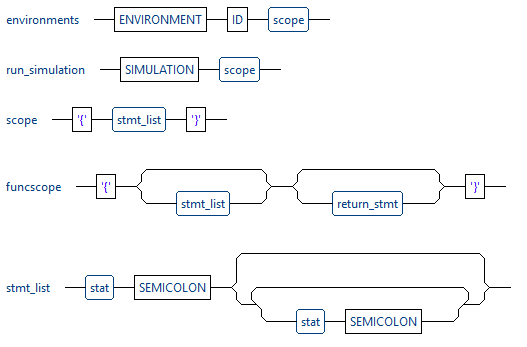 environments ENVIRONMENT ID scope
run_simulation SIMULATION scope
scope '{' stmt_list '}'
funcscope '{' stmt_list return_stmt '}'
stmt_list stat SEMICOLON
stat SEMICOLON